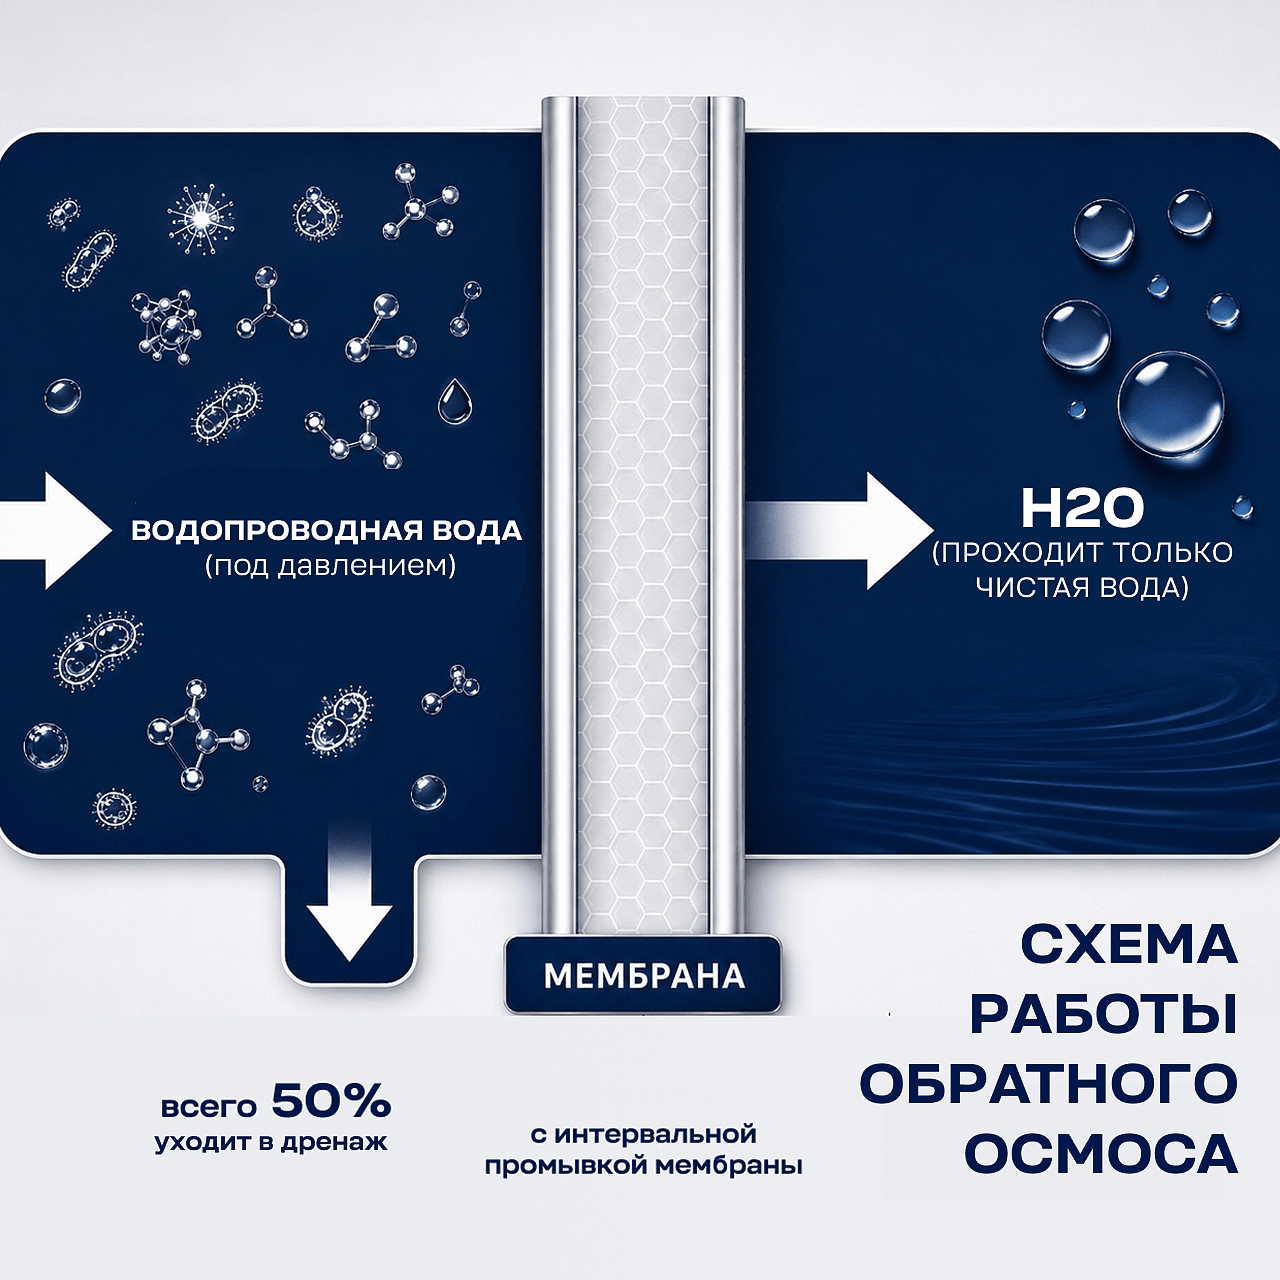 ВОДОПРОВОДНАЯ ВОДА
(под давлением)
H2O
(ПРОХОДИТ ТОЛЬКО
ЧИСТАЯ ВОДА)
МЕМБРАНА
СХЕМА
РАБОТЫ
ОБРАТНОГО
ОСМОСА
всего 50%
уходит в дренаж
с интервальной
промывкой мембраны